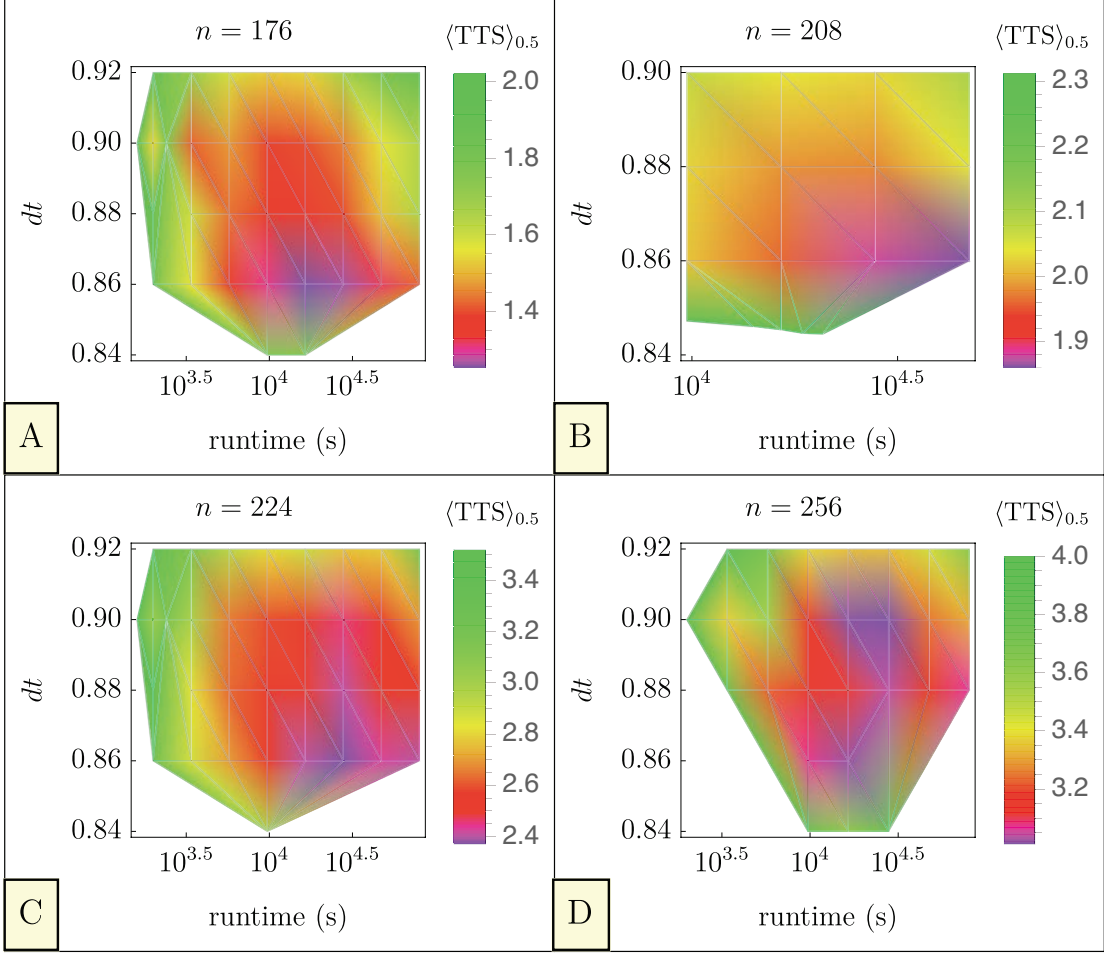 n = 176
⟨TTS⟩0.5
0.92
0.90
0.88
0.86
0.84
dt
10^3.5
10^4
10^4.5
runtime (s)
2.0
1.8
1.6
1.4
A
n = 208
⟨TTS⟩0.5
0.90
0.88
0.86
0.84
dt
10^4
10^4.5
runtime (s)
2.3
2.2
2.1
2.0
1.9
B
n = 224
⟨TTS⟩0.5
0.92
0.90
0.88
0.86
0.84
dt
10^3.5
10^4
10^4.5
runtime (s)
3.4
3.2
3.0
2.8
2.6
2.4
C
n = 256
⟨TTS⟩0.5
0.92
0.90
0.88
0.86
0.84
dt
10^3.5
10^4
10^4.5
runtime (s)
4.0
3.8
3.6
3.4
3.2
D